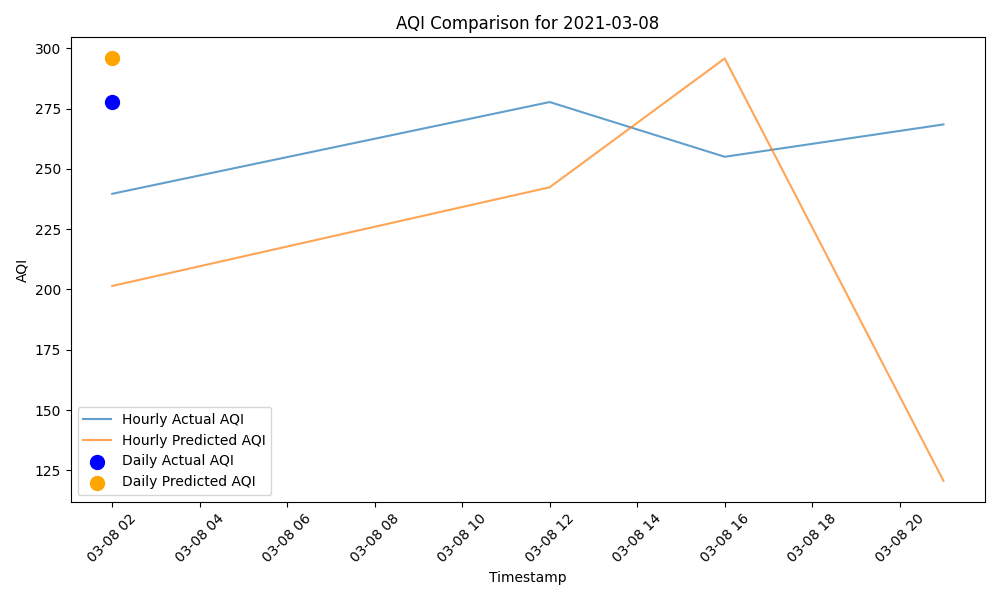 AQI Comparison for 2021-03-08
AQI
300
275
250
225
200
175
150
125
Hourly Actual AQI
Hourly Predicted AQI
Daily Actual AQI
Daily Predicted AQI
03-08 02
03-08 04
03-08 06
03-08 08
03-08 10
03-08 12
03-08 14
03-08 16
03-08 18
03-08 20
Timestamp